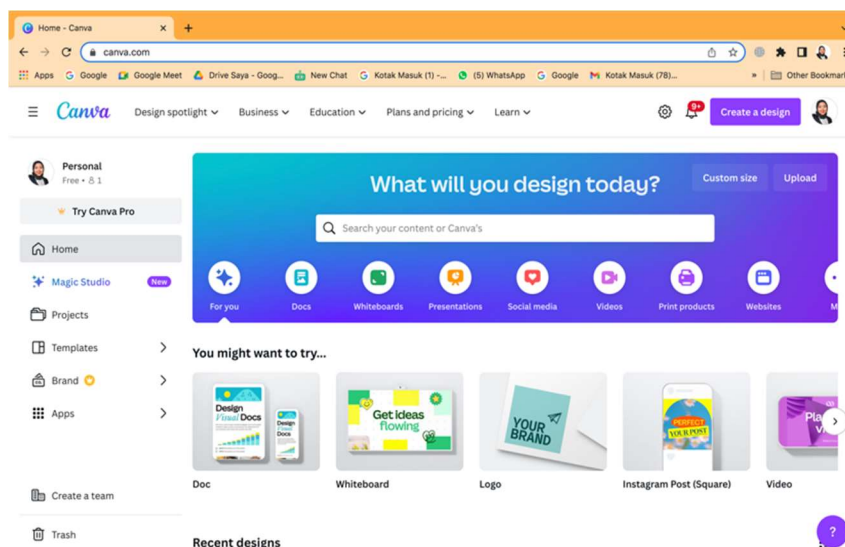 Home - Canva
canva.com
Apps Google Google Meet Drive Saya - Goog... New Chat Kotak Masuk (1) -... (5) WhatsApp Google Kotak Masuk (78)... » Other Bookmar
Canva Design spotlight Business Education Plans and pricing Learn 9+ Create a design
Personal
Free • 1
Try Canva Pro
Home
Magic Studio New
Projects
Templates
Brand
Apps
Create a team
Trash
What will you design today?
Custom size Upload
Search your content or Canva's
For you Docs Whiteboards Presentations Social media Videos Print products Websites M
You might want to try...
Design
Visual Docs
Get ideas
flowing
YOUR
BRAND
PERFECT
YOUR POST
Pla
Doc Whiteboard Logo Instagram Post (Square) Video
Recent designs
?